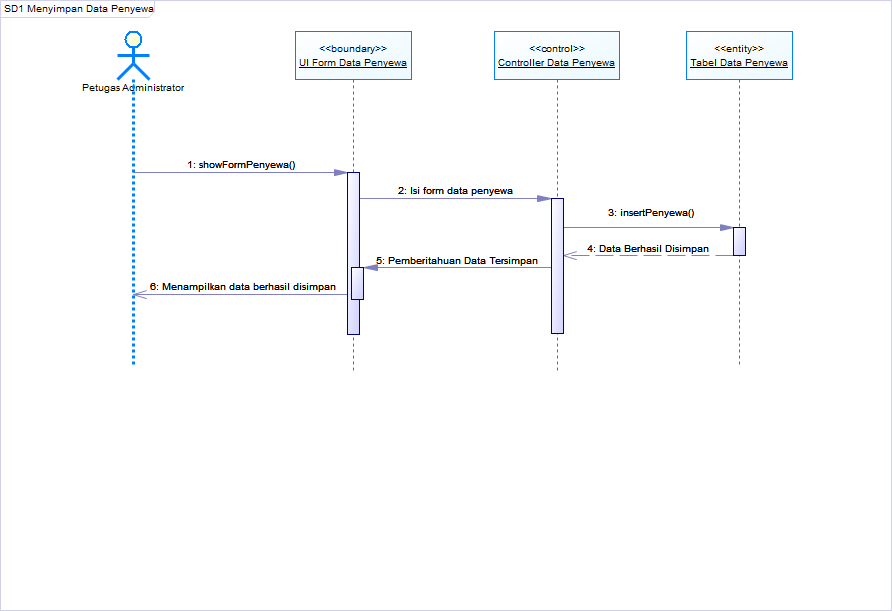 SD1 Menyimpan Data Penyewa
<<boundary>>
UI Form Data Penyewa
<<control>>
Controller Data Penyewa
<<entity>>
Tabel Data Penyewa
Petugas Administrator
1: showFormPenyewa()
2: Isi form data penyewa
3: insertPenyewa()
4: Data Berhasil Disimpan
5: Pemberitahuan Data Tersimpan
6: Menampilkan data berhasil disimpan